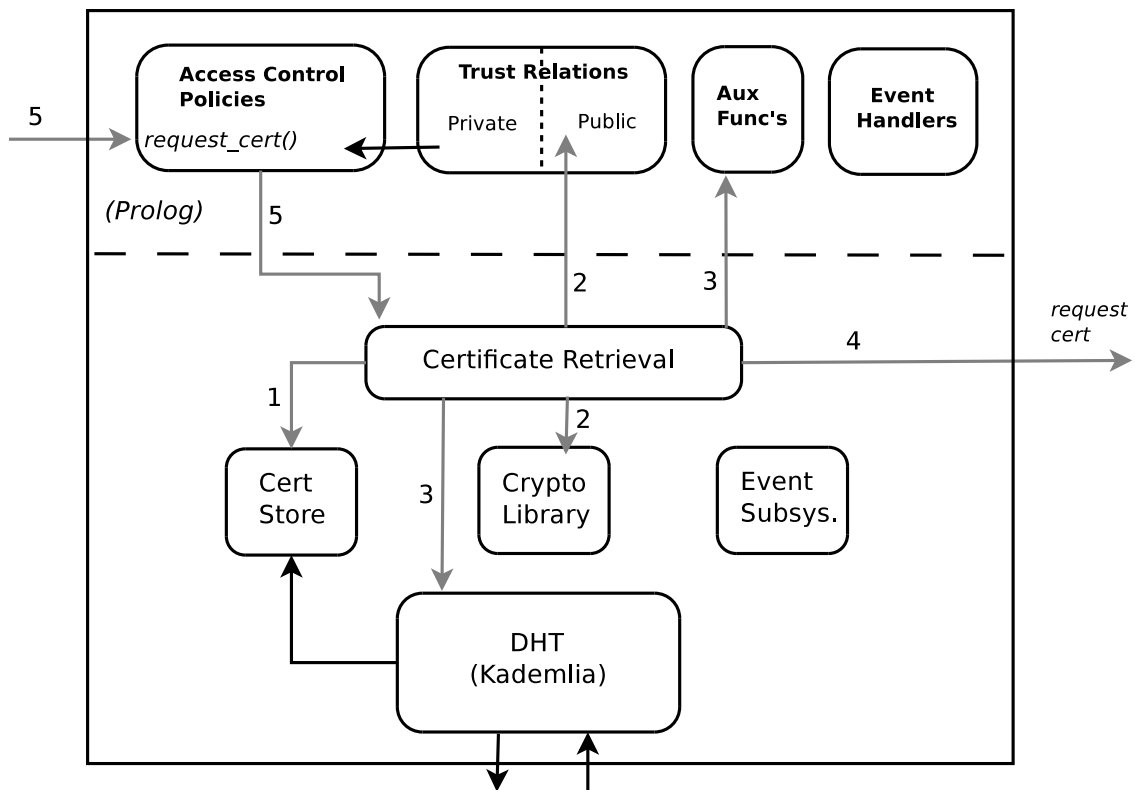 Access Control
Policies
request_cert()
Trust Relations
Private
Public
Aux
Func's
Event
Handlers
5
(Prolog)
5
2
3
request
cert
4
Certificate Retrieval
1
2
3
Cert
Store
Crypto
Library
Event
Subsys.
DHT
(Kademlia)